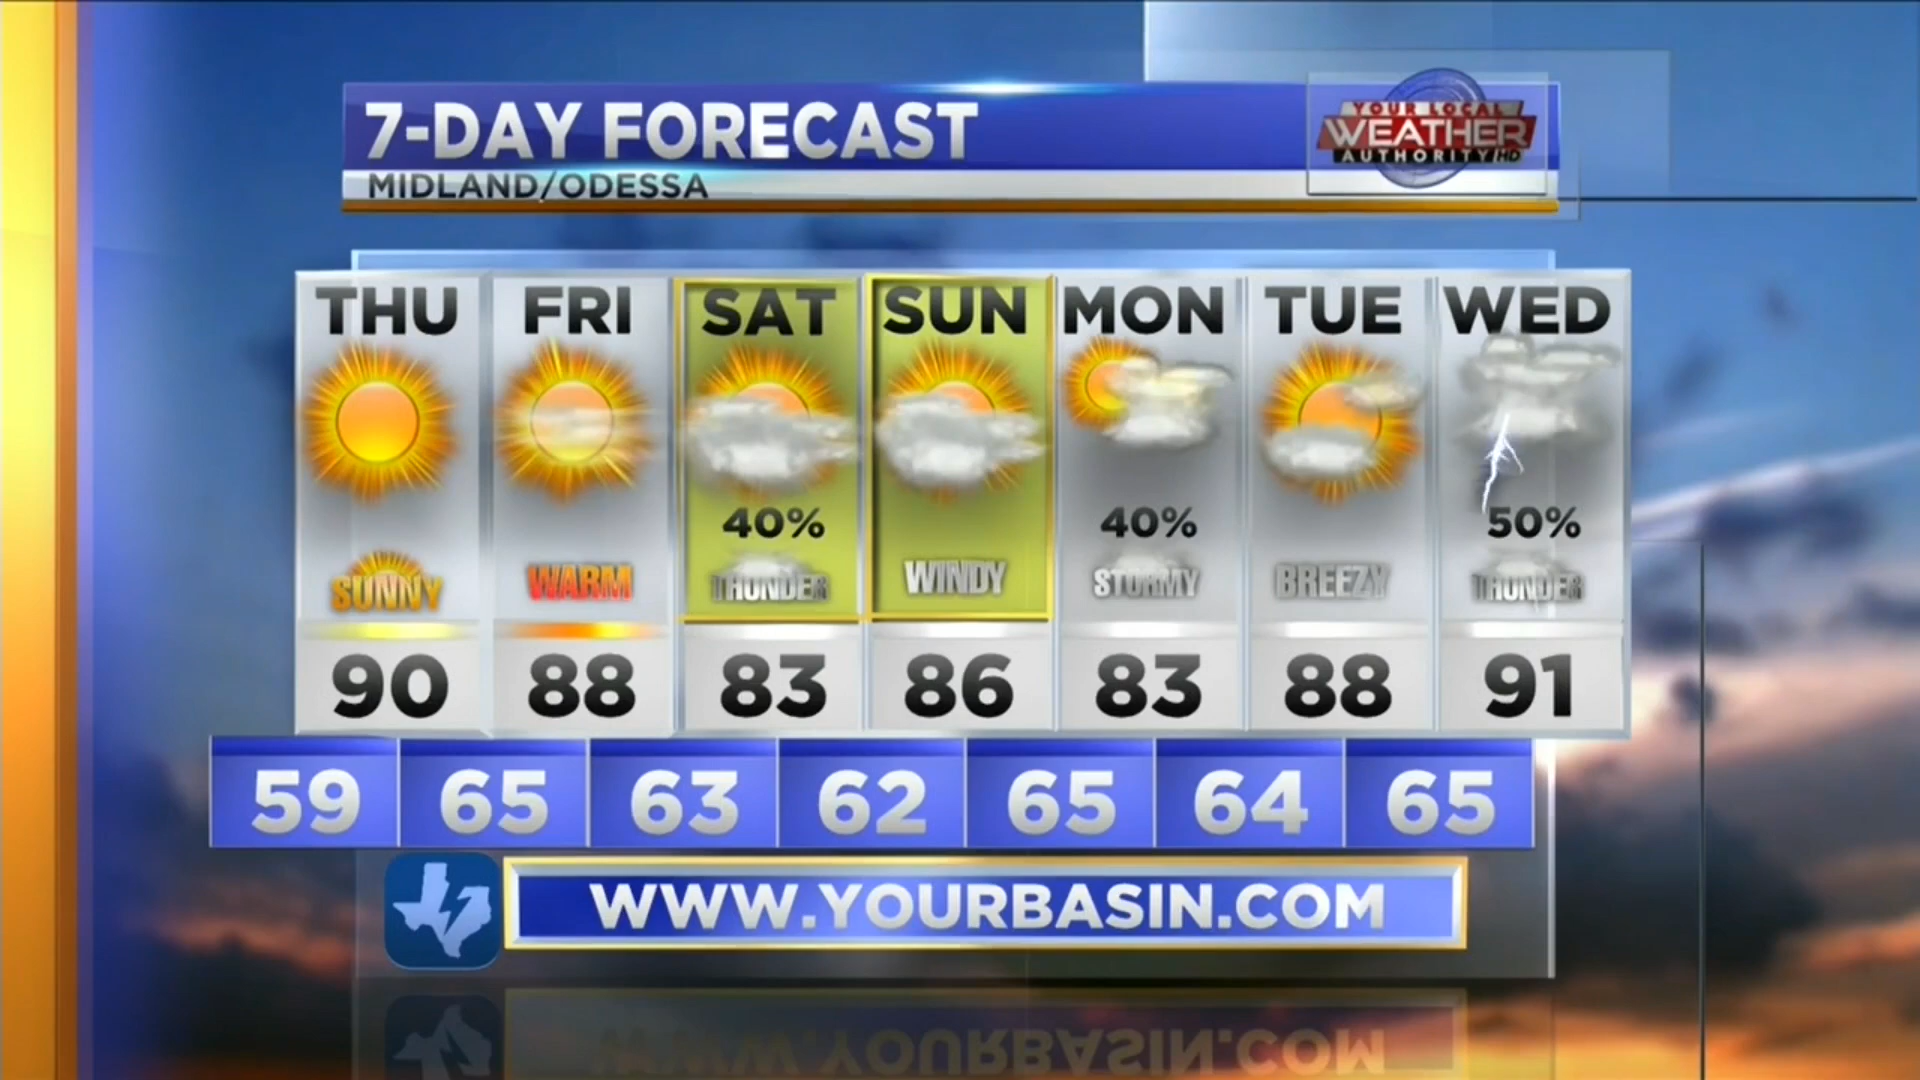 7-DAY FORECAST
MIDLAND/ODESSA
YOUR LOCAL
WEATHER
AUTHORITY/HD
THU FRI SAT SUN MON TUE WED
40% 40% 50%
SUNNY WARM THUNDER WINDY STORMY BREEZY THUNDER
90 88 83 86 83 88 91
59 65 63 62 65 64 65
WWW.YOURBASIN.COM